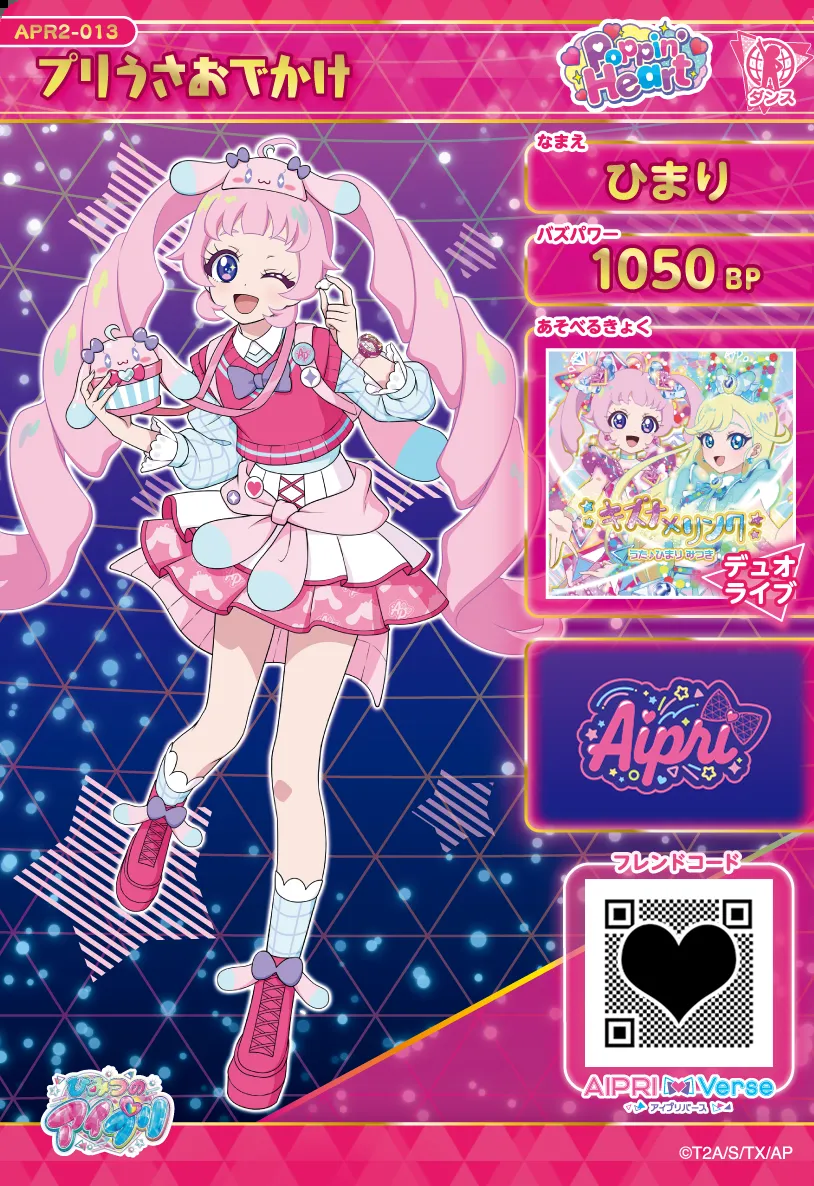 APR2-013
プリうさおでかけ
Poppin' Heart
ダンス
なまえ
ひまり
バズパワー
1050 BP
あそべるきょく
キズナ×リンク
うた♪ひまり みつき
デュオ
ライブ
Aipri
フレンドコード
AIPRI Verse
アイプリバース
ひみつの
アイプリ
©T2A/S/TX/AP